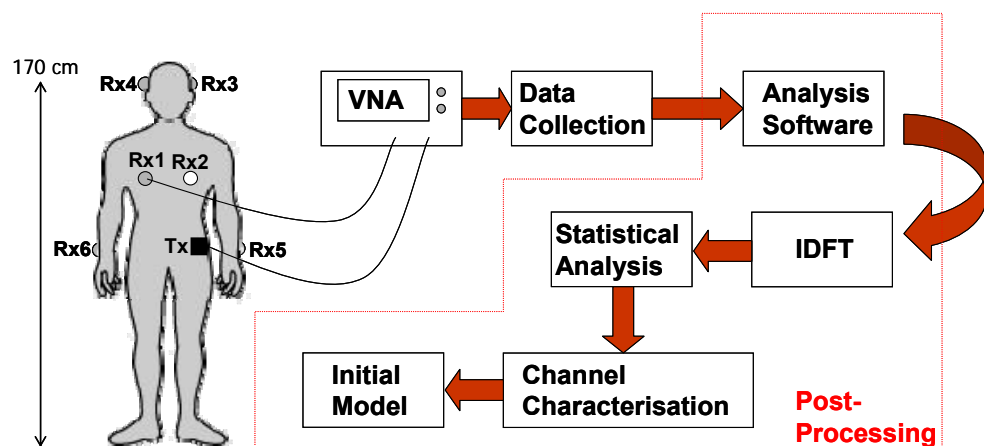 170 cm
Rx4
Rx3
Rx1
Rx2
Rx6
Tx
Rx5
VNA
Data
Collection
Analysis
Software
IDFT
Statistical
Analysis
Channel
Characterisation
Initial
Model
Post-
Processing